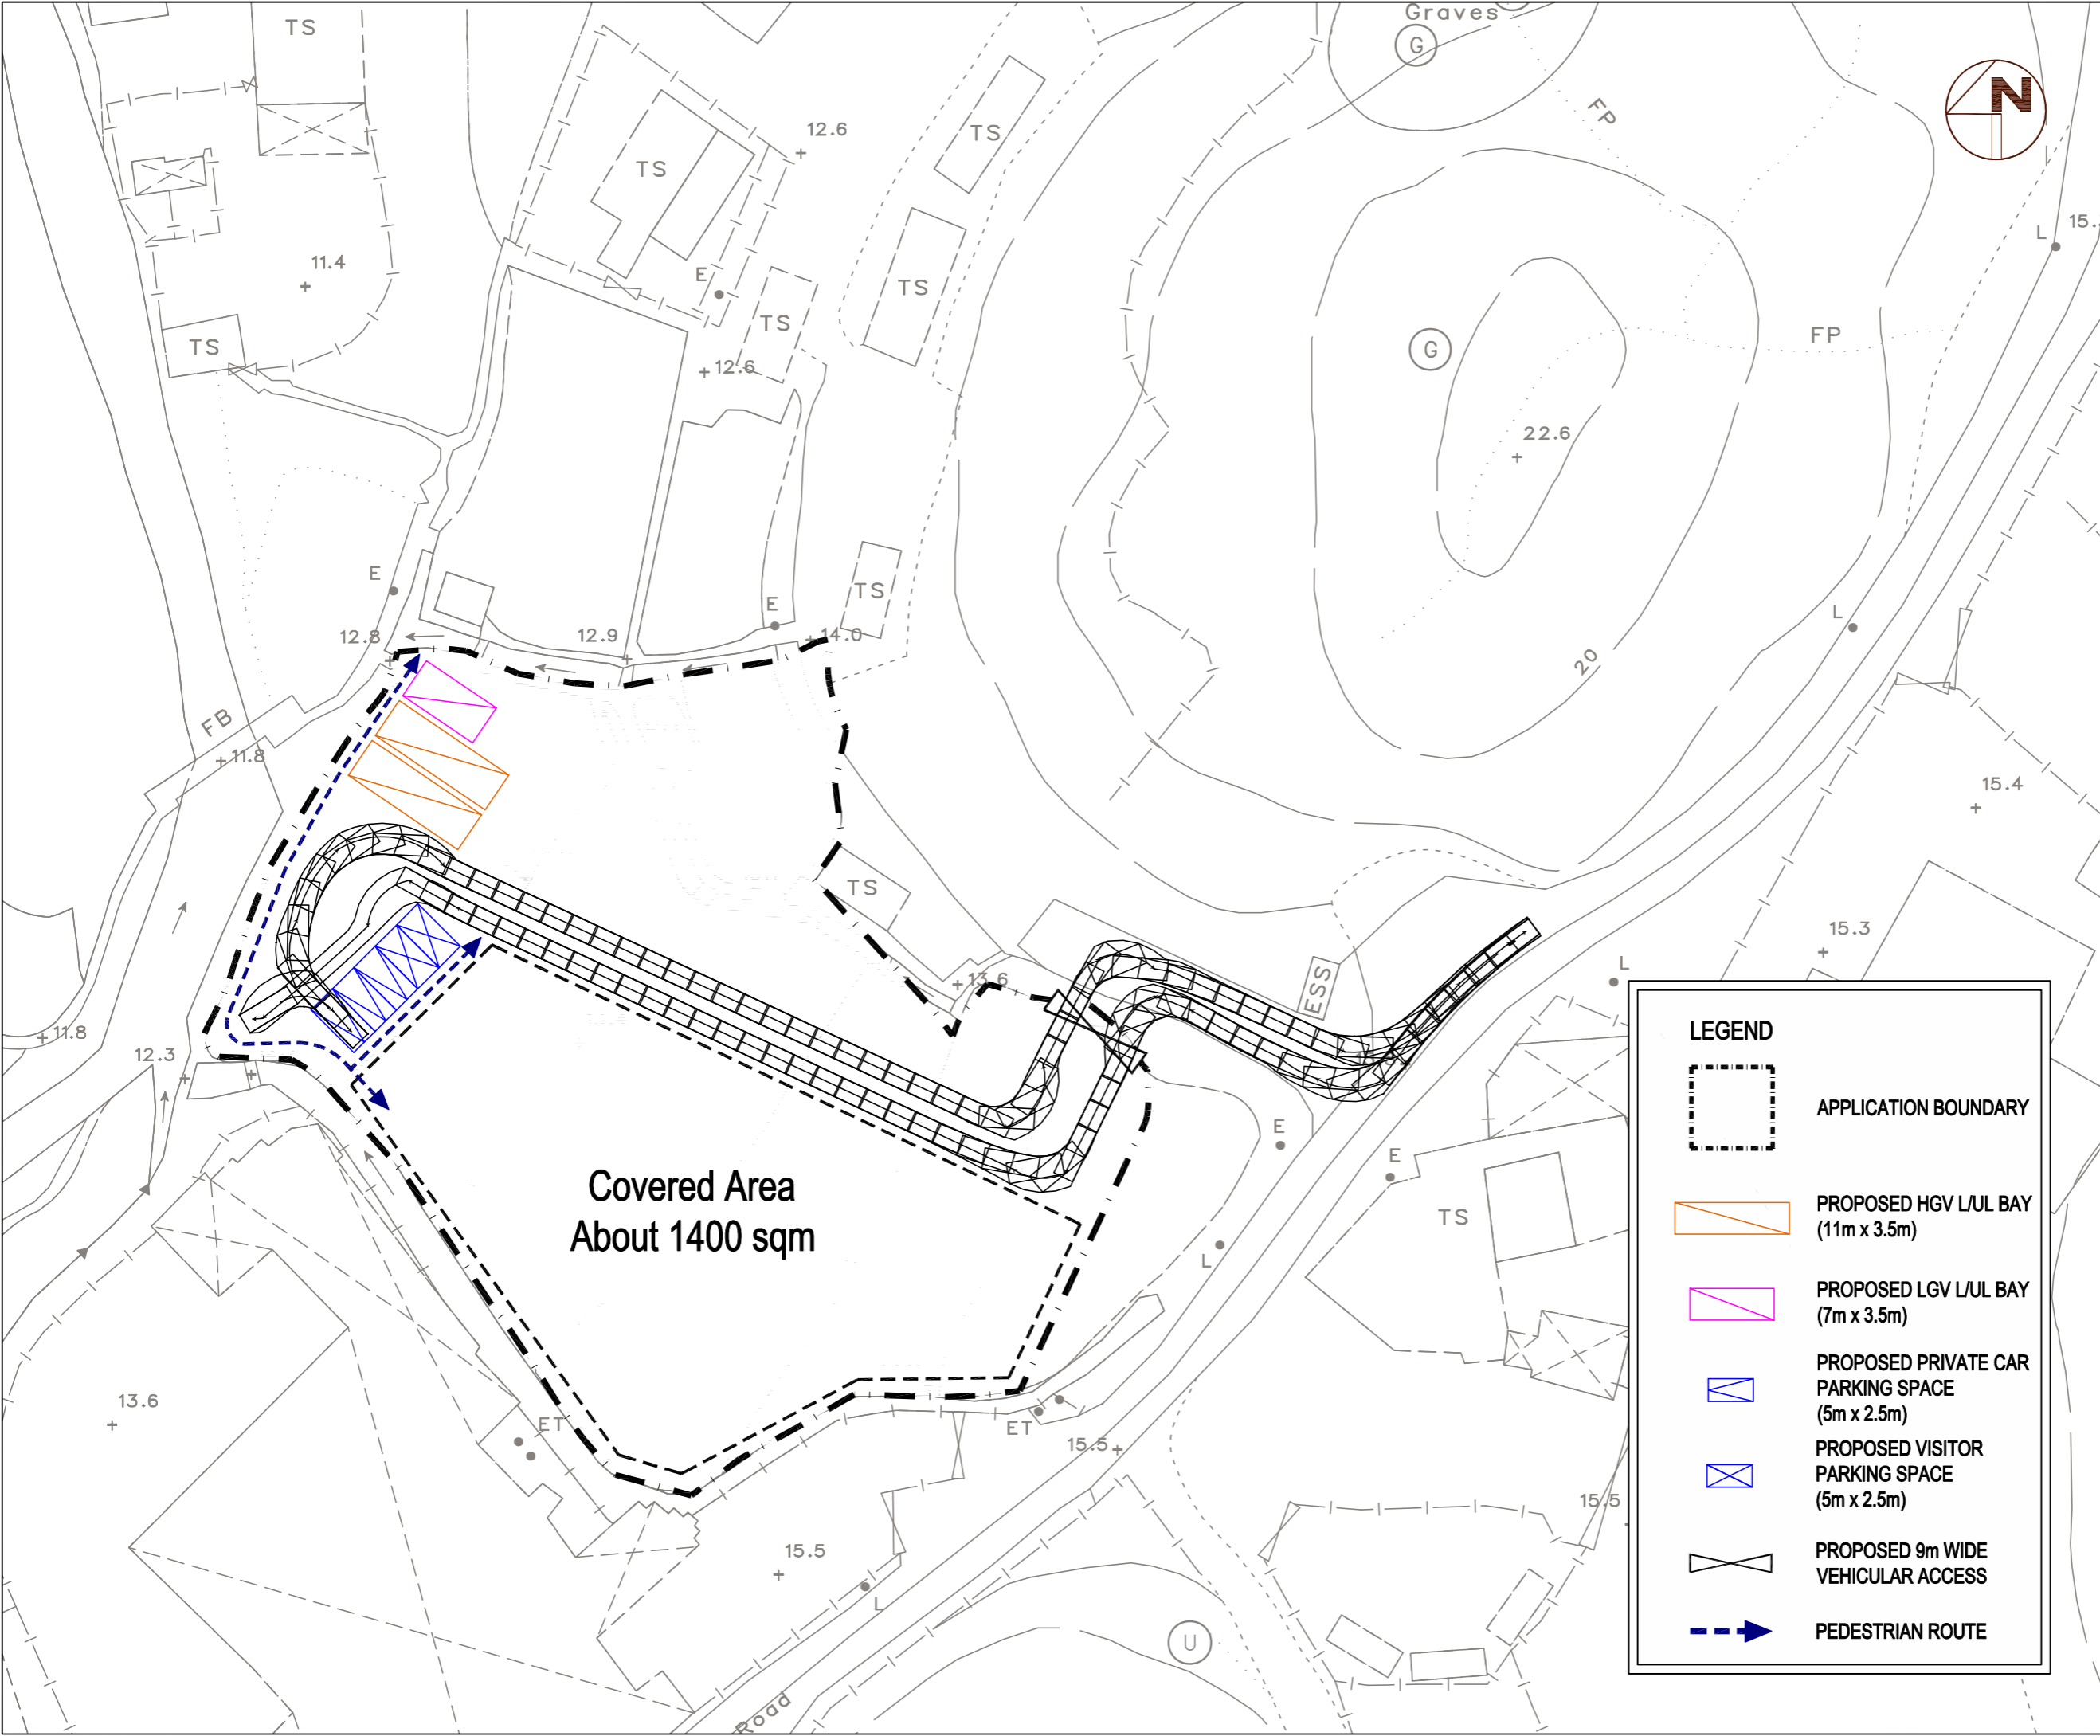 Graves
G
TS
N
FP
12.6
TS
TS
L
15.
11.4
E
TS
TS
TS
G
FP
12.6
22.6
E
TS
E
12.8
12.9
14.0
L
20
FB
11.8
15.4
TS
15.3
13.6
ESS
L
11.8
12.3
E
E
Covered Area
About 1400 sqm
TS
L
13.6
ET
ET
15.5
15.5
15.5
L
U
Road
LEGEND
APPLICATION BOUNDARY
PROPOSED HGV L/UL BAY
(11m x 3.5m)
PROPOSED LGV L/UL BAY
(7m x 3.5m)
PROPOSED PRIVATE CAR
PARKING SPACE
(5m x 2.5m)
PROPOSED VISITOR
PARKING SPACE
(5m x 2.5m)
PROPOSED 9m WIDE
VEHICULAR ACCESS
PEDESTRIAN ROUTE